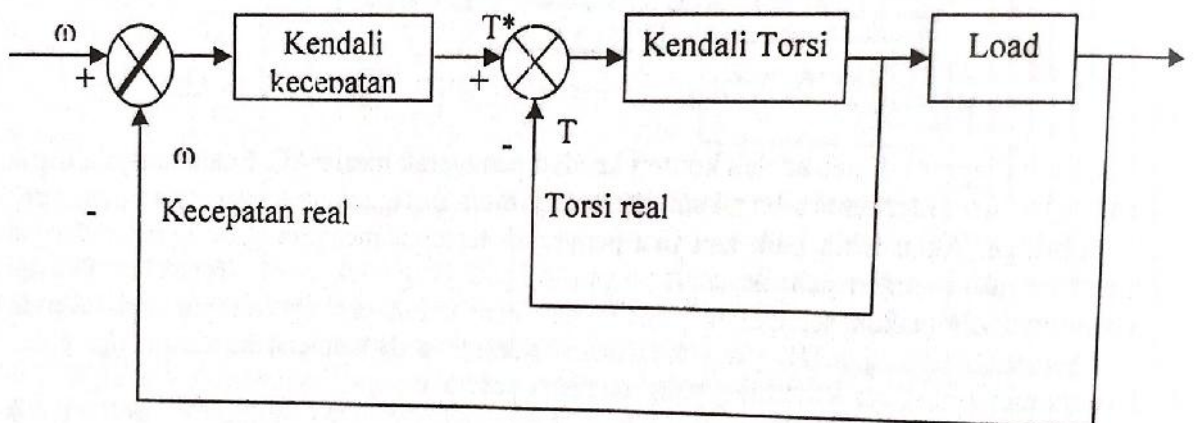 ω
+
Kendali
kecepatan
T*
+
Kendali Torsi
Load
T
-
Torsi real
ω
-
Kecepatan real